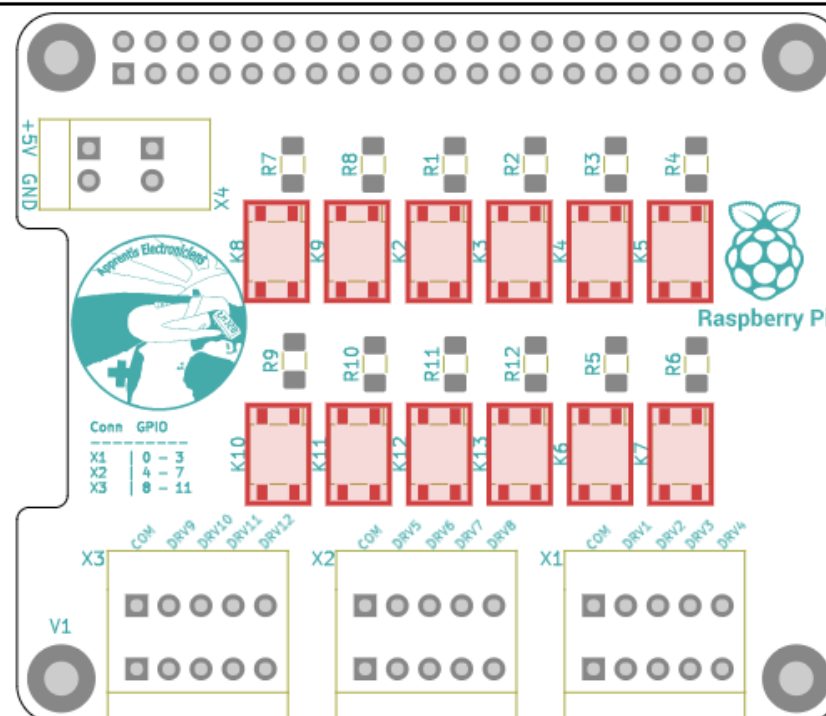 +5V GND
X4
R7 R8 R1 R2 R3 R4
K8 K9 K2 K3 K4 K5
Apprentis Electroniciens
Raspberry Pi
R9 R10 R11 R12 R5 R6
K10 K11 K12 K13 K6 K7
Conn GPIO
---------
X1 | 0 - 3
X2 | 4 - 7
X3 | 8 - 11
X3 COM DRV9 DRV10 DRV11 DRV12
X2 COM DRV5 DRV6 DRV7 DRV8
X1 COM DRV1 DRV2 DRV3 DRV4
V1